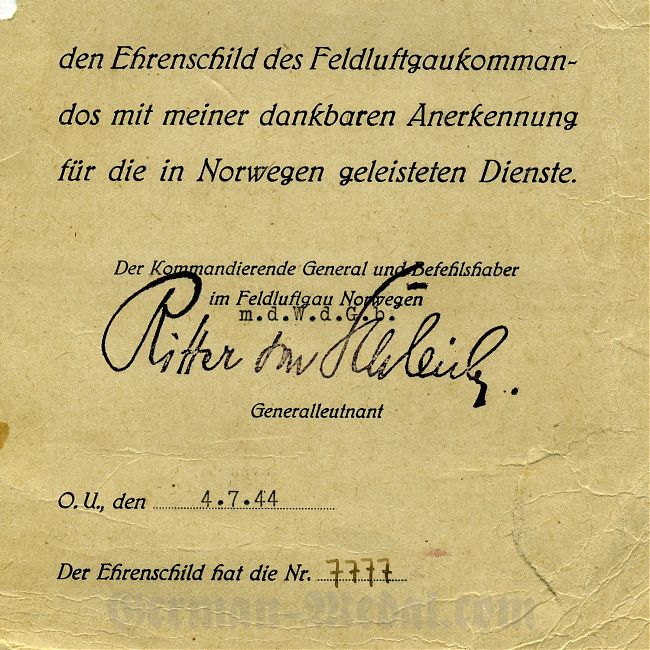 den Ehrenschild des Feldluftgaukomman-
dos mit meiner dankbaren Anerkennung
für die in Norwegen geleisteten Dienste.
Der Kommandierende General und Befehlshaber
im Feldluftgau Norwegen
m.d.W.d.G.b.
Ritter von Schleich.
Generalleutnant
O. U., den 4.7.44
Der Ehrenschild hat die Nr. 7777
German-Medal.com